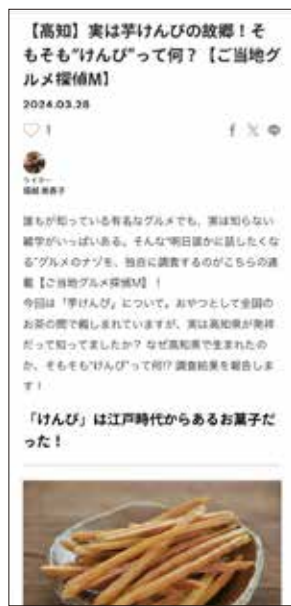 【高知】実は芋けんぴの故郷！そ
もそも“けんぴ”って何？【ご当地グ
ルメ探偵M】
2024.03.28
1
ライター
誰もが知っている有名なグルメでも、実は知らない
雑学がいっぱいある。そんな“明日誰かに話したくな
る”グルメのナゾを、独自に調査するのがこちらの連
載【ご当地グルメ探偵M】！
今回は「芋けんぴ」について。おやつとして全国の
お茶の間で親しまれていますが、実は高知県が発祥
だって知ってましたか？なぜ高知県で生まれたの
か、そもそも“けんぴ”って何!?調査結果を報告しま
す！
「けんぴ」は江戸時代からあるお菓子だ
った！